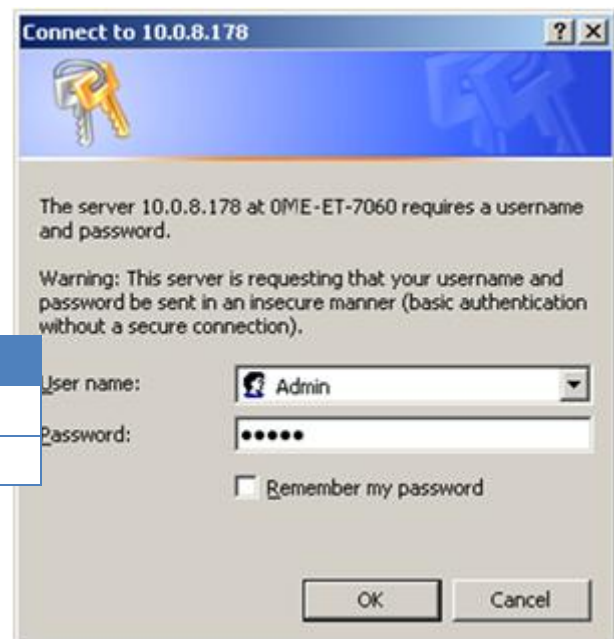 Connect to 10.0.8.178
The server 10.0.8.178 at 0ME-ET-7060 requires a username
and password.
Warning: This server is requesting that your username and
password be sent in an insecure manner (basic authentication
without a secure connection).
User name:
Admin
Password:
•••••
Remember my password
OK
Cancel